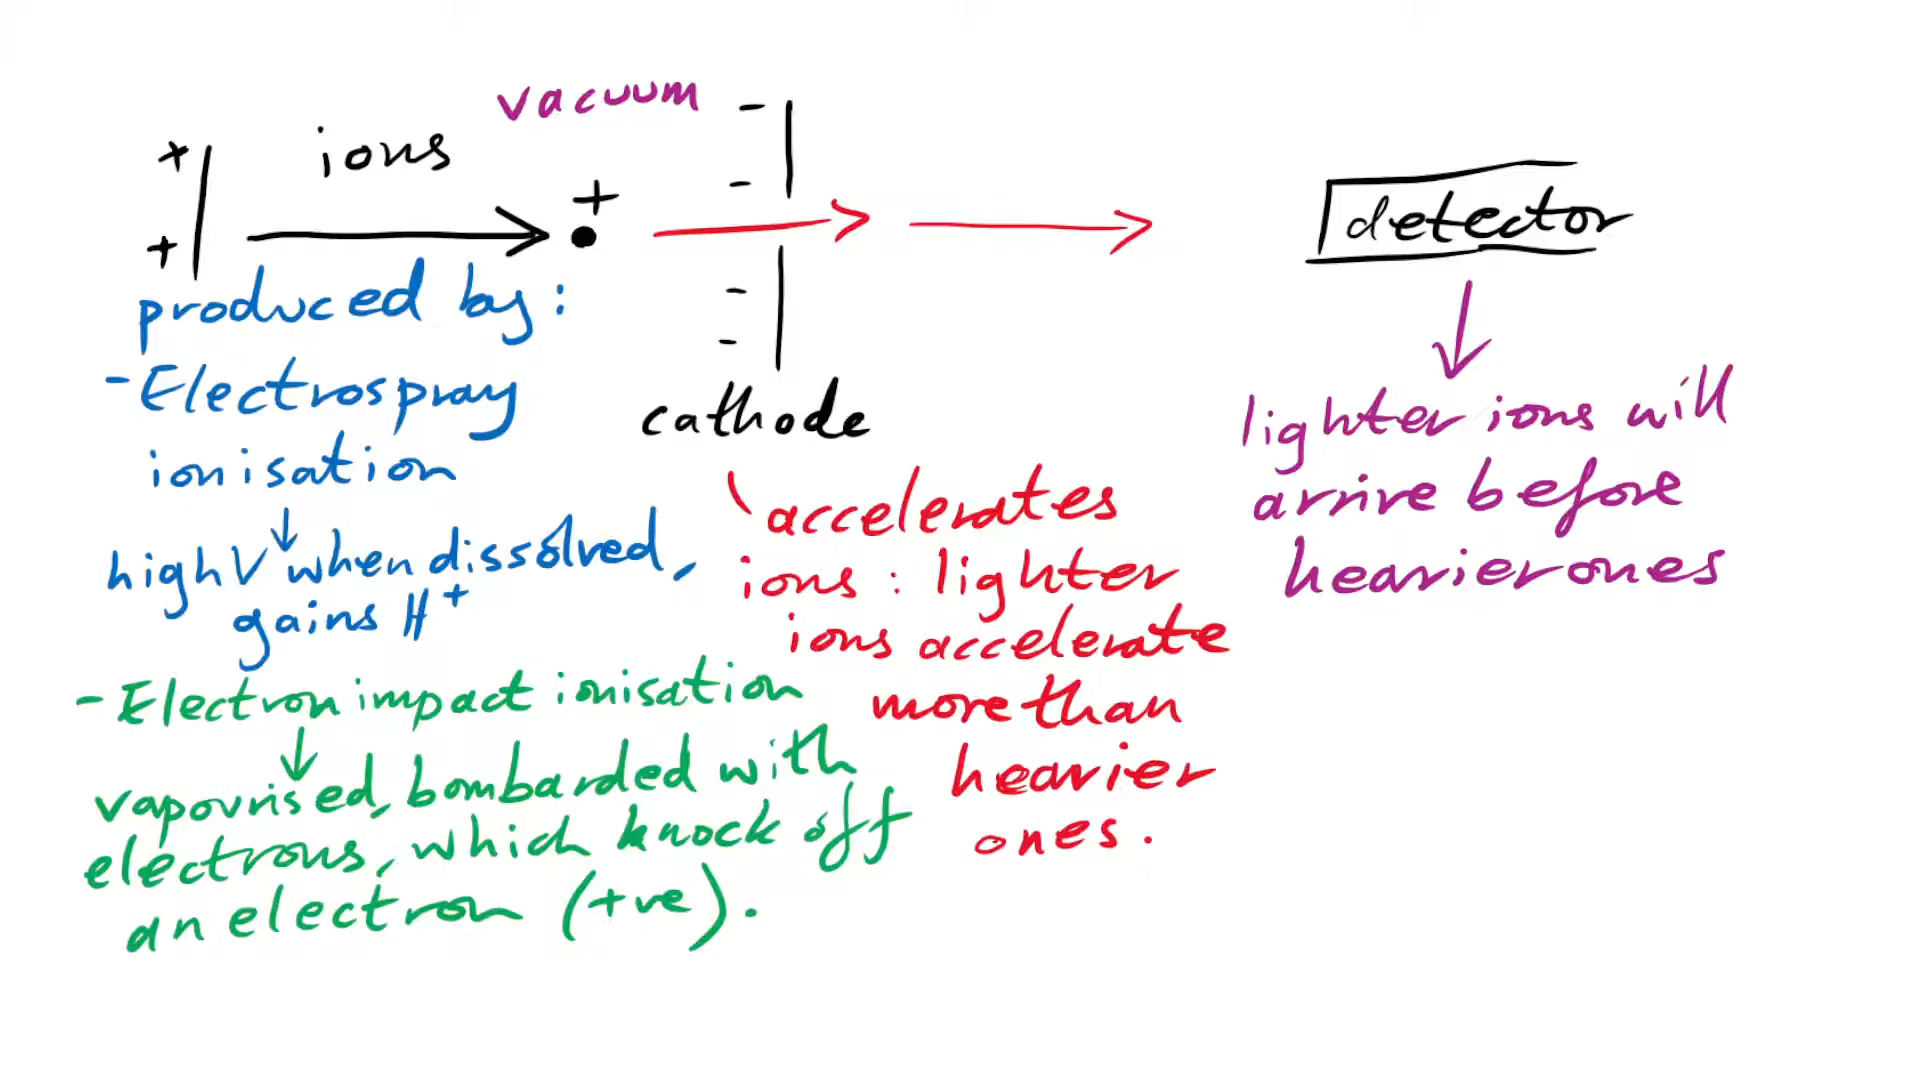 vacuum
ions
+
+
+
-
-
-
-
detector
produced by:
- Electrospray
ionisation
↓
high V when dissolved,
gains H⁺
- Electron impact ionisation
↓
vapourised, bombarded with
electrons, which knock off
an electron (+ve).
cathode
accelerates
ions : lighter
ions accelerate
more than
heavier
ones.
↓
lighter ions will
arrive before
heavier ones